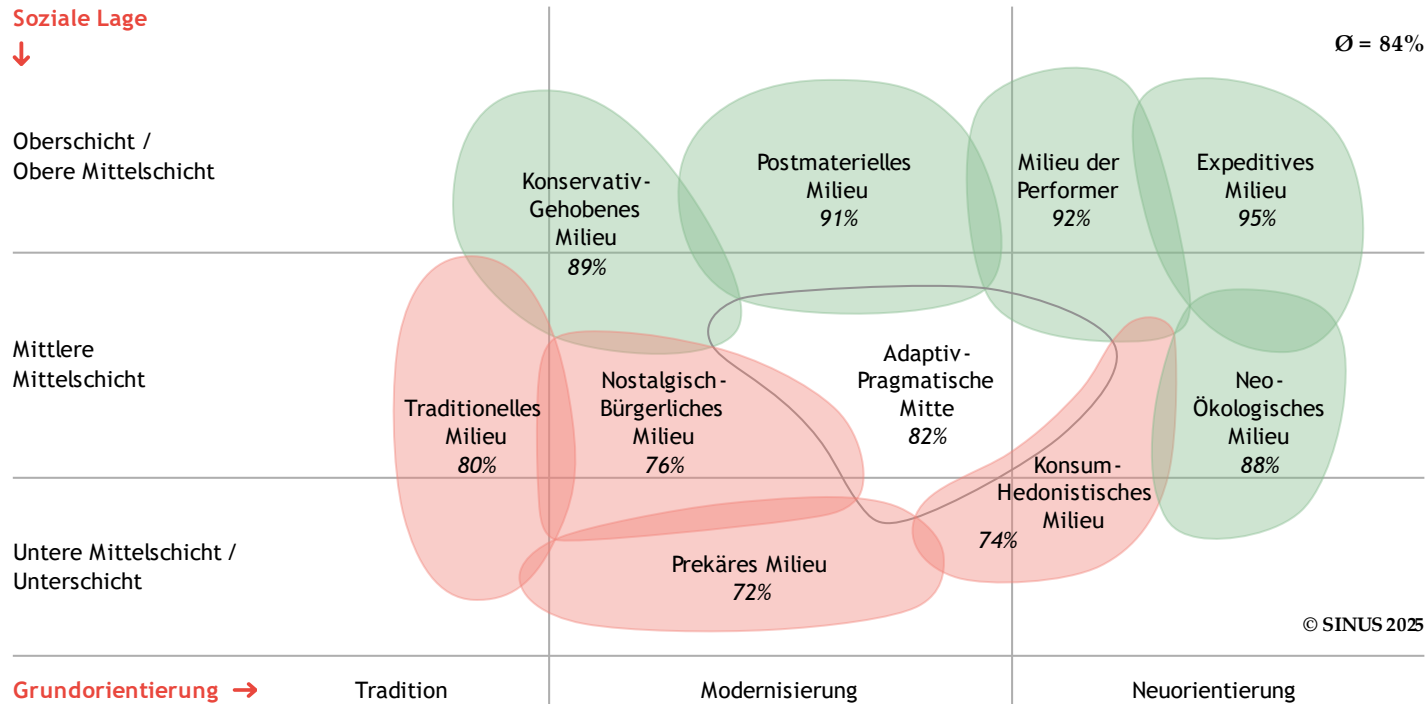 Soziale Lage
↓
Ø = 84%
Oberschicht /
Obere Mittelschicht
Konservativ-
Gehobenes
Milieu
89%
Postmaterielles
Milieu
91%
Milieu der
Performer
92%
Expeditives
Milieu
95%
Mittlere
Mittelschicht
Traditionelles
Milieu
80%
Nostalgisch-
Bürgerliches
Milieu
76%
Adaptiv-
Pragmatische
Mitte
82%
Neo-
Ökologisches
Milieu
88%
Konsum-
Hedonistisches
Milieu
74%
Untere Mittelschicht /
Unterschicht
Prekäres Milieu
72%
© SINUS 2025
Grundorientierung → Tradition Modernisierung Neuorientierung